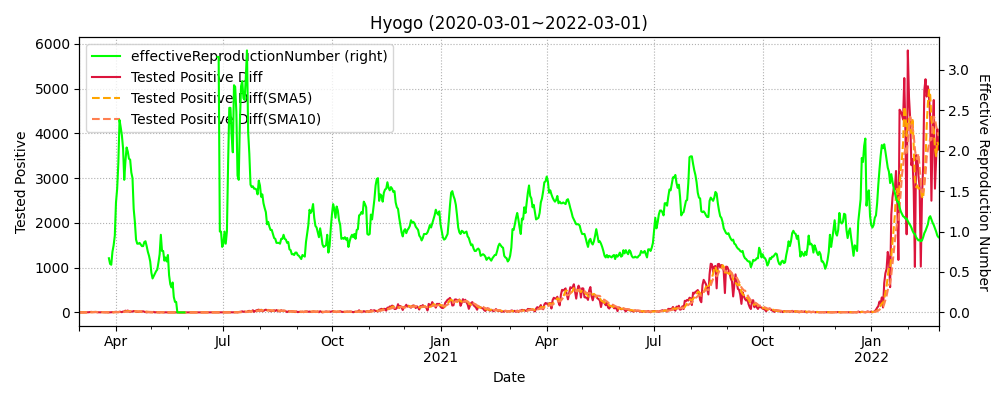 Hyogo (2020-03-01~2022-03-01)
effectiveReproductionNumber (right)
Tested Positive Diff
Tested Positive Diff(SMA5)
Tested Positive Diff(SMA10)
Tested Positive
6000
5000
4000
3000
2000
1000
0
Effective Reproduction Number
3.0
2.5
2.0
1.5
1.0
0.5
0.0
Apr
Jul
Oct
Jan
2021
Apr
Jul
Oct
Jan
2022
Date